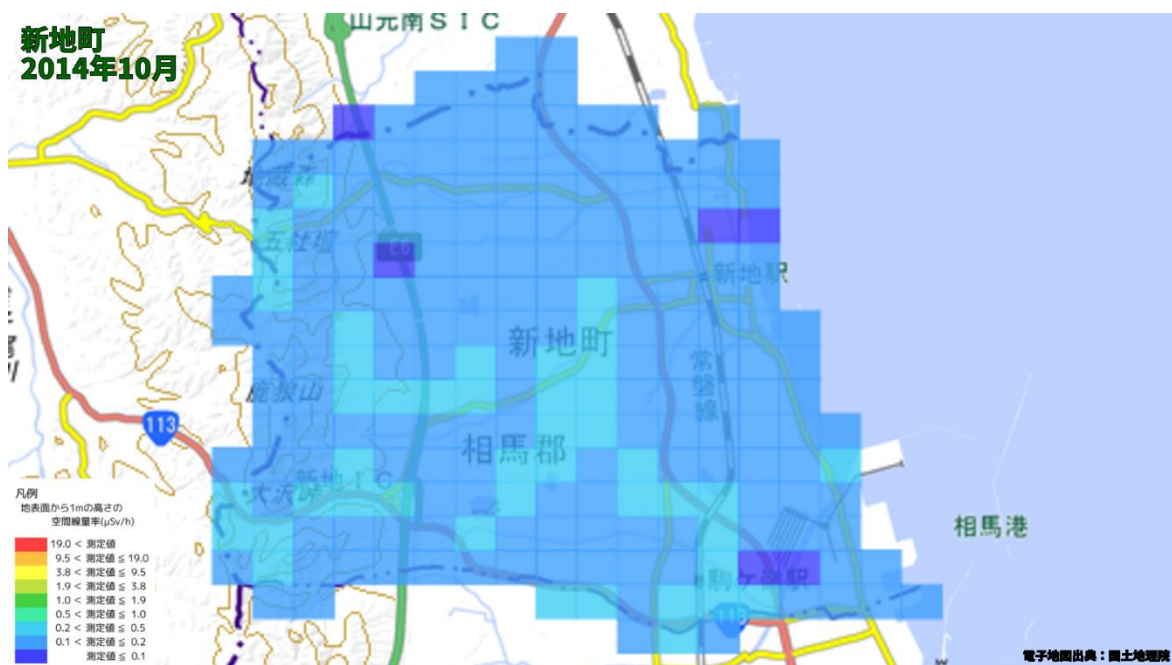 新地町
2014年10月
山元南SIC
地蔵森
五社壇
E6
新地駅
新地町
常磐線
鹿狼山
113
相馬郡
新地IC
大沢峠
相馬港
駒ケ嶺駅
113
凡例
地表面から1mの高さの
空間線量率(μSv/h)
19.0 < 測定値
9.5 < 測定値 ≤ 19.0
3.8 < 測定値 ≤ 9.5
1.9 < 測定値 ≤ 3.8
1.0 < 測定値 ≤ 1.9
0.5 < 測定値 ≤ 1.0
0.2 < 測定値 ≤ 0.5
0.1 < 測定値 ≤ 0.2
測定値 ≤ 0.1
電子地図出典：国土地理院